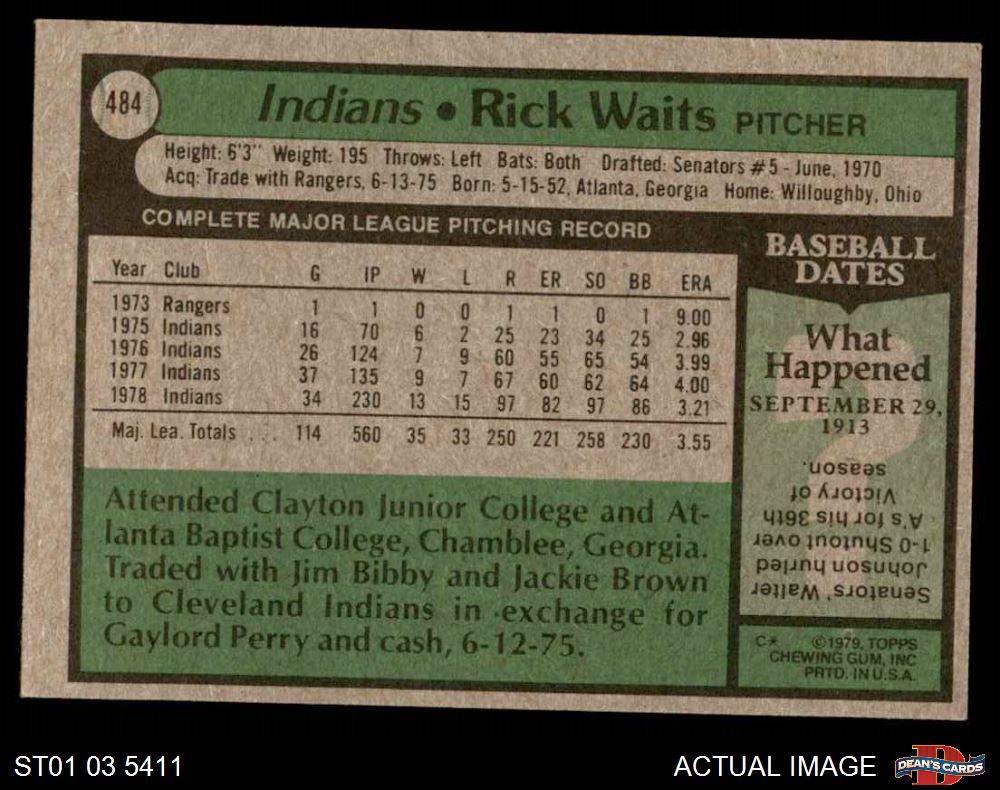 484
Indians • Rick Waits PITCHER
Height: 6'3" Weight: 195 Throws: Left Bats: Both Drafted: Senators #5 - June, 1970
Acq: Trade with Rangers, 6-13-75 Born: 5-15-52, Atlanta, Georgia Home: Willoughby, Ohio
COMPLETE MAJOR LEAGUE PITCHING RECORD
Year Club G IP W L R ER SO BB ERA
1973 Rangers 1 1 0 0 1 1 0 1 9.00
1975 Indians 16 70 6 2 25 23 34 25 2.96
1976 Indians 26 124 7 9 60 55 65 54 3.99
1977 Indians 37 135 9 7 67 60 62 64 4.00
1978 Indians 34 230 13 15 97 82 97 86 3.21
Maj. Lea. Totals ... 114 560 35 33 250 221 258 230 3.55
Attended Clayton Junior College and At-
lanta Baptist College, Chamblee, Georgia.
Traded with Jim Bibby and Jackie Brown
to Cleveland Indians in exchange for
Gaylord Perry and cash, 6-12-75.
BASEBALL
DATES
What
Happened
SEPTEMBER 29,
1913
Senators' Walter
Johnson hurled
1-0 Shutout over
A's for his 36th
Victory of
season.
C* ©1979, TOPPS
CHEWING GUM, INC
PRTD. IN U.S.A.
ST01 03 5411
ACTUAL IMAGE
DEAN'S CARDS